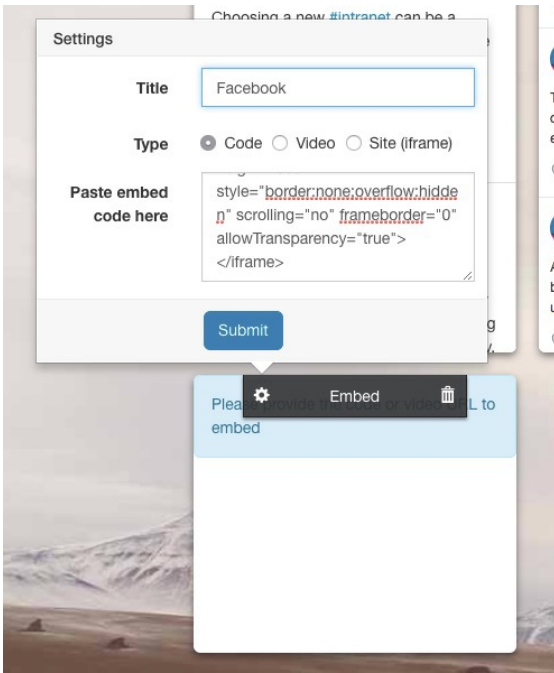 Choosing a new #intranet can be a
Settings
Title
Facebook
Type
Code
Video
Site (iframe)
Paste embed
code here
style="border:none;overflow:hidde
n" scrolling="no" frameborder="0"
allowTransparency="true">
</iframe>
Submit
Embed
Please provide the code or video URL to
embed